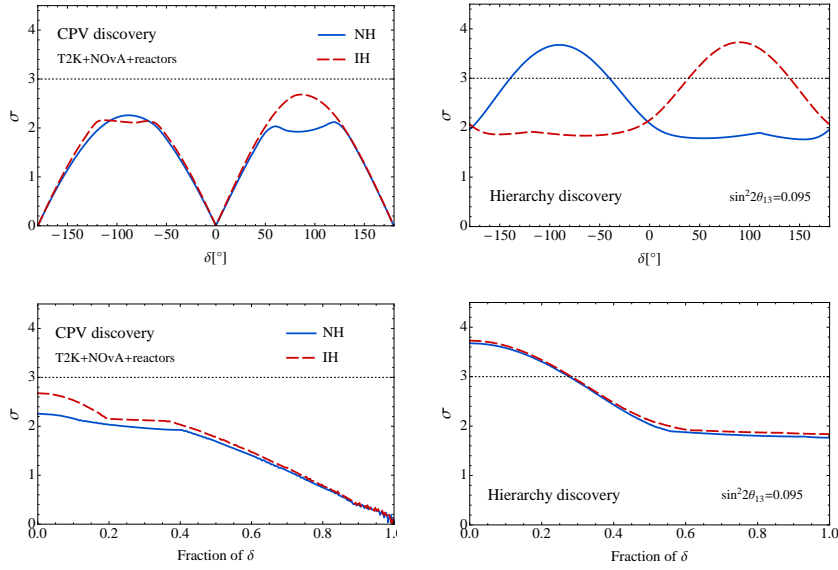 CPV discovery
NH
T2K+NOvA+reactors
IH
σ
4
3
2
1
0
−150
−100
−50
0
50
100
150
δ[°]
σ
4
3
2
1
0
Hierarchy discovery
sin²2θ₁₃=0.095
−150
−100
−50
0
50
100
150
δ[°]
CPV discovery
NH
T2K+NOvA+reactors
IH
σ
4
3
2
1
0
0.0
0.2
0.4
0.6
0.8
1.0
Fraction of δ
σ
4
3
2
1
0
Hierarchy discovery
sin²2θ₁₃=0.095
0.0
0.2
0.4
0.6
0.8
1.0
Fraction of δ